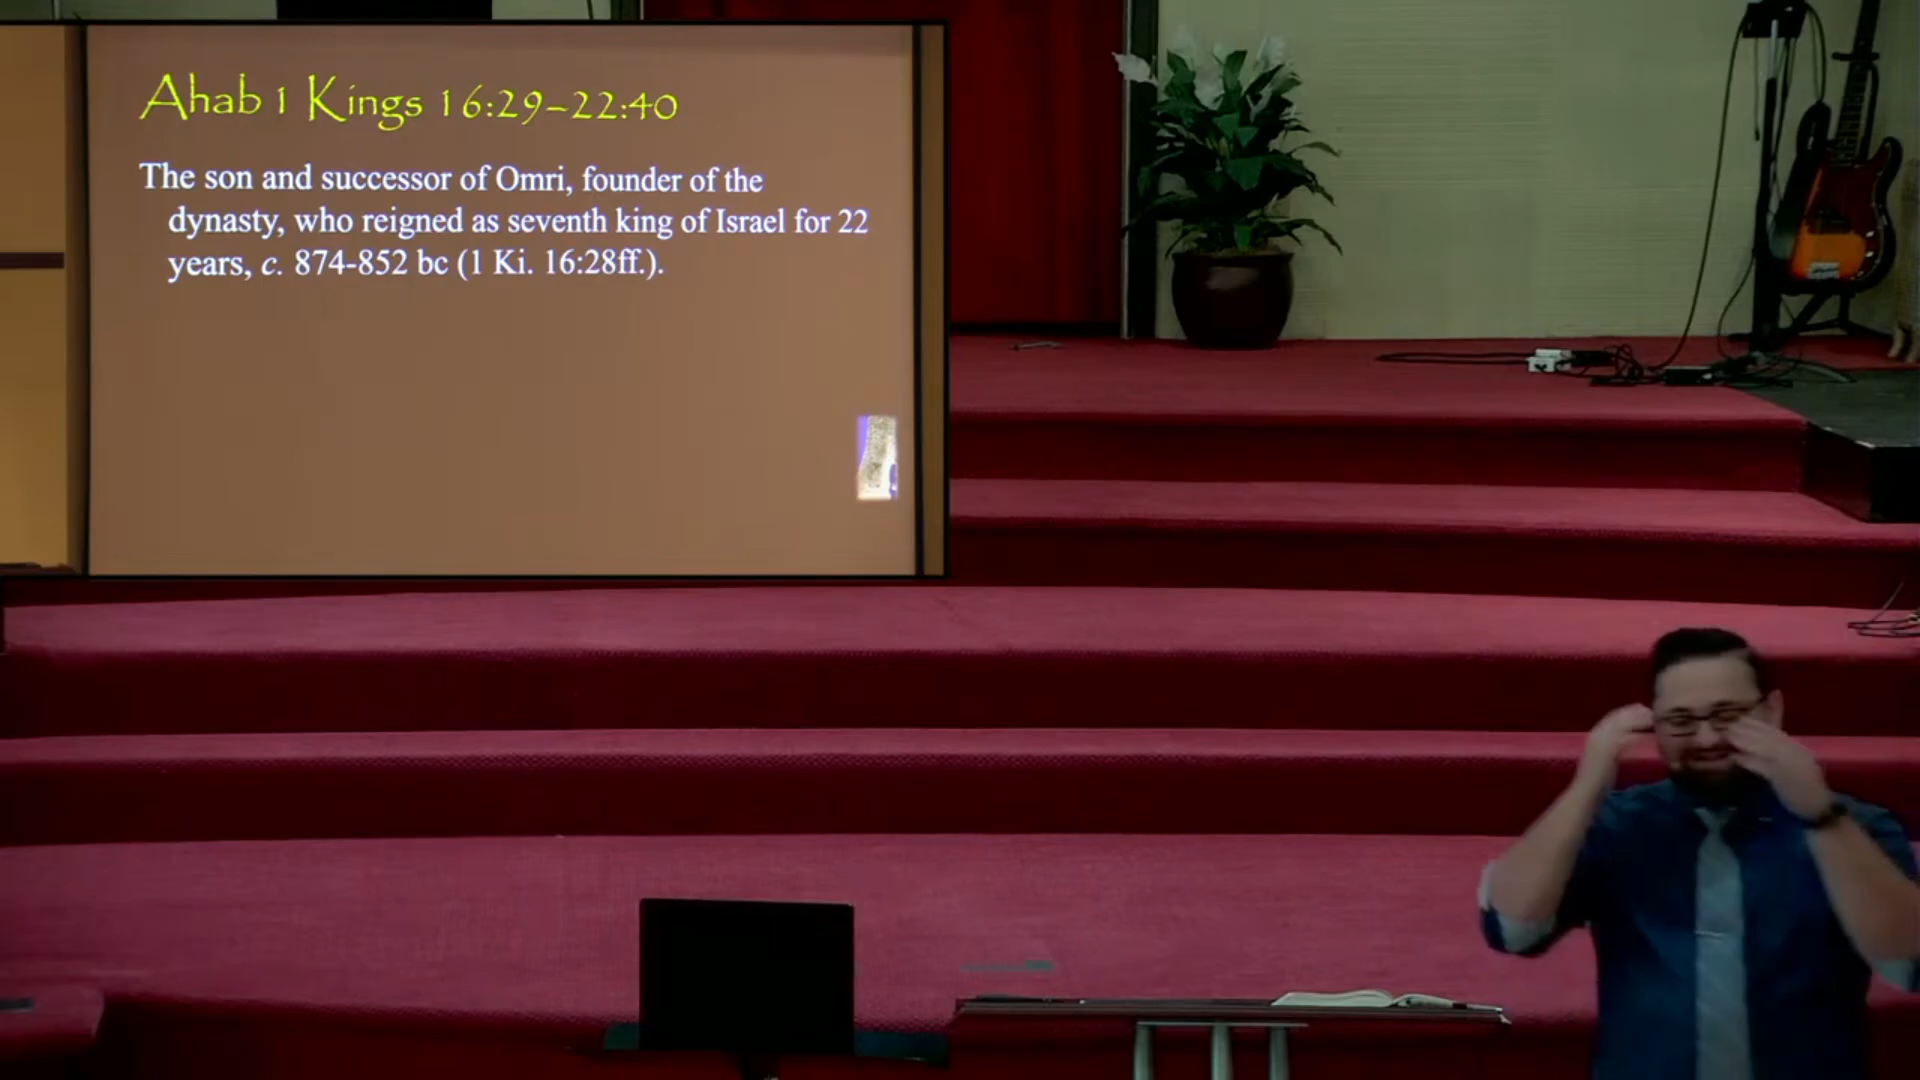 Ahab 1 Kings 16:29–22:40
The son and successor of Omri, founder of the
dynasty, who reigned as seventh king of Israel for 22
years, c. 874-852 bc (1 Ki. 16:28ff.).